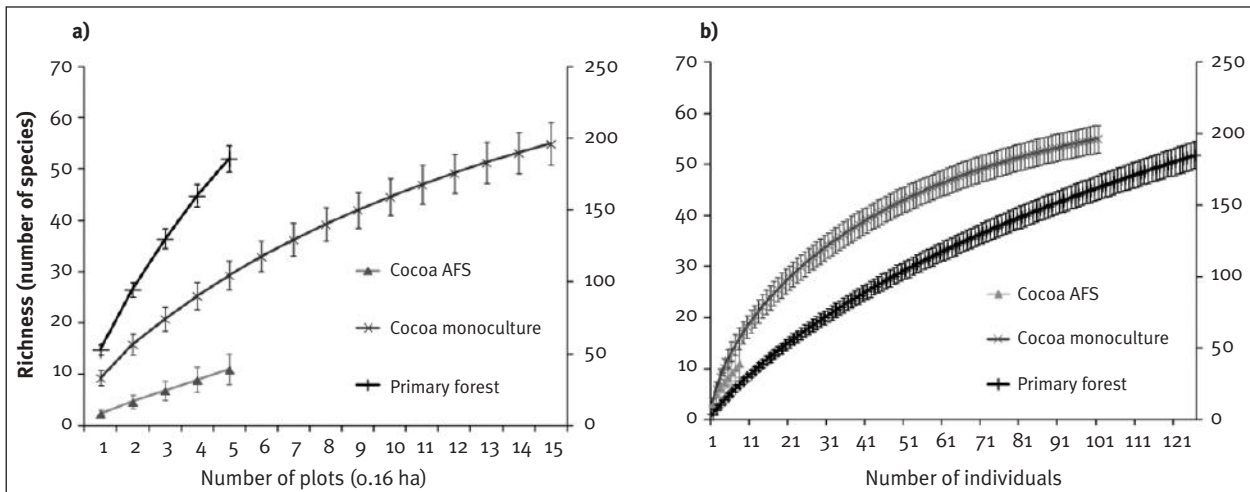 a)
Richness (number of species)
70
60
50
40
30
20
10
0
250
200
150
100
50
0
Cocoa AFS
Cocoa monoculture
Primary forest
1 2 3 4 5 6 7 8 9 10 11 12 13 14 15
Number of plots (0.16 ha)
b)
70
60
50
40
30
20
10
0
250
200
150
100
50
0
Cocoa AFS
Cocoa monoculture
Primary forest
1 11 21 31 41 51 61 71 81 91 101 111 121
Number of individuals